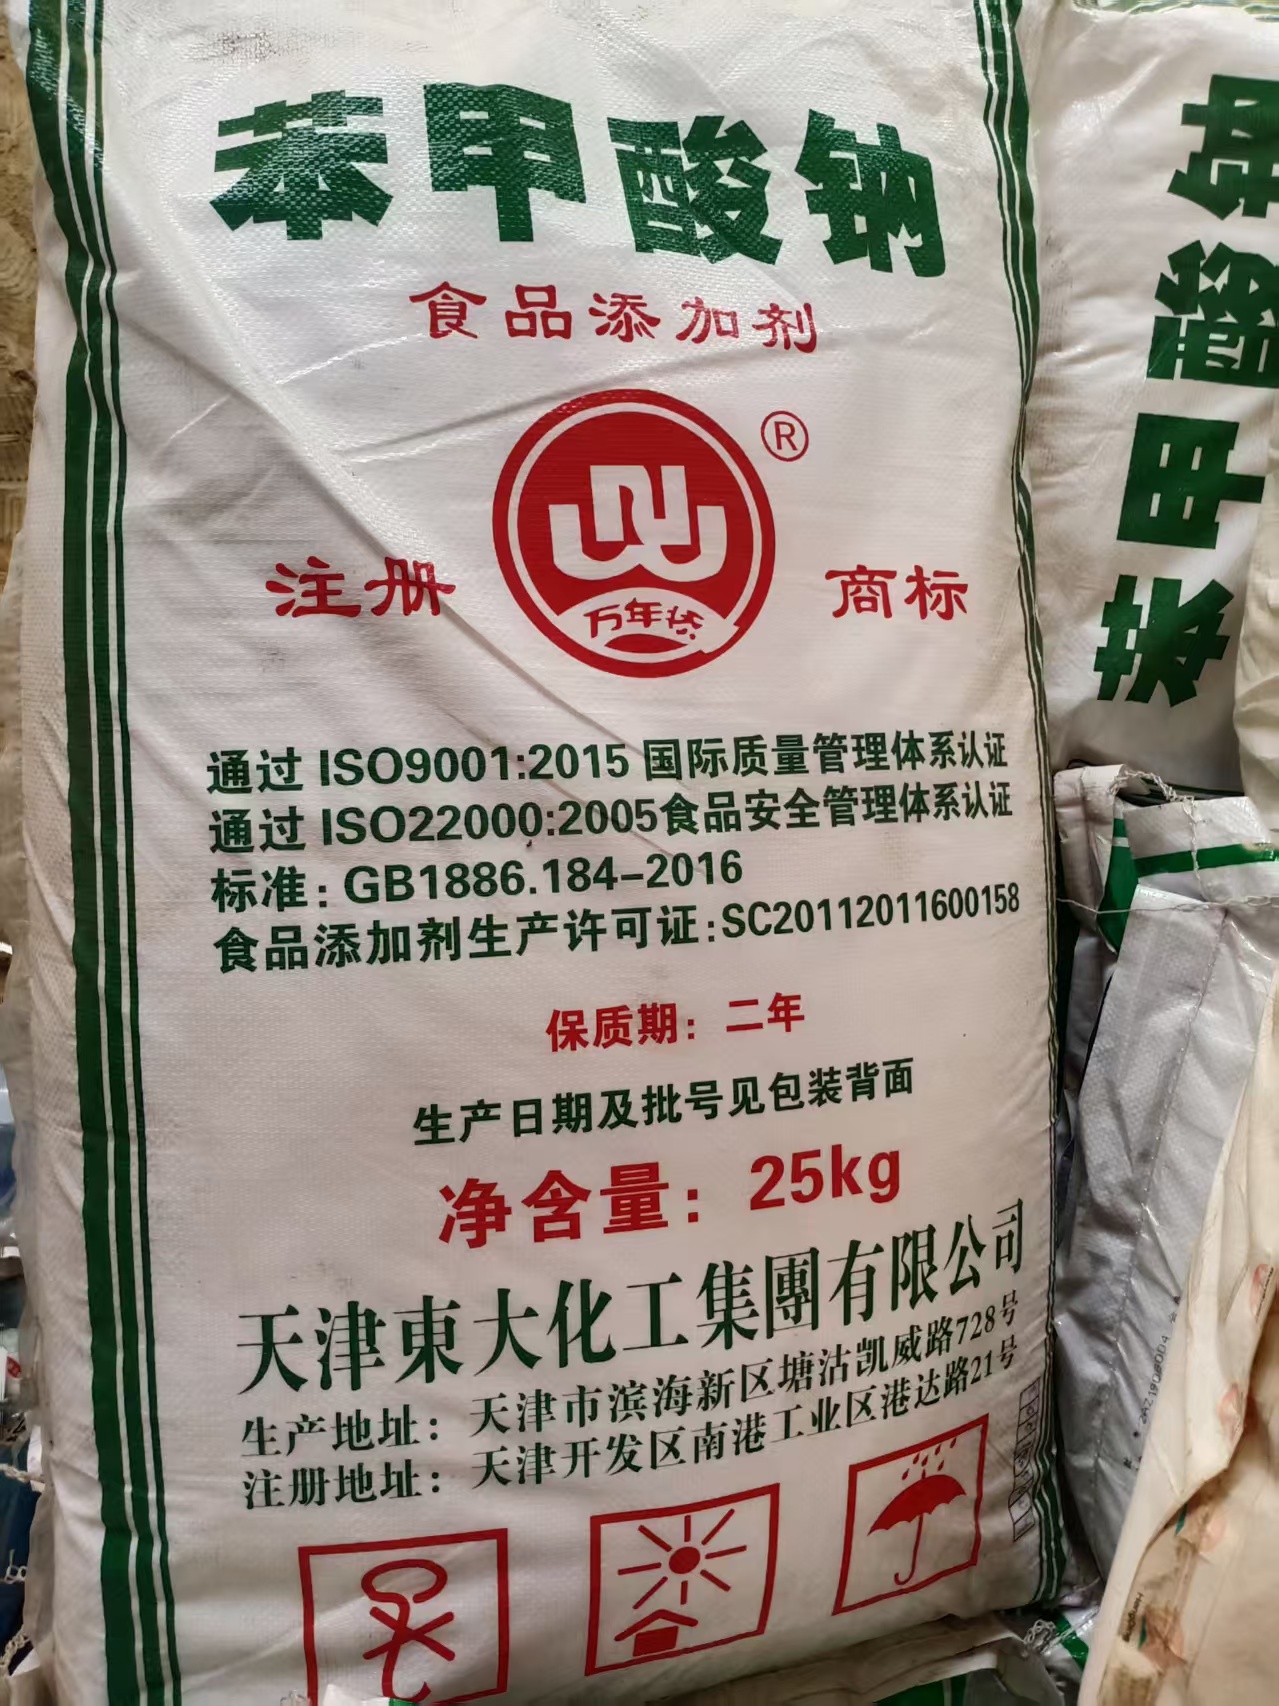 苯甲酸钠
食品添加剂
®
注册 商标
万年告
通过 ISO9001:2015 国际质量管理体系认证
通过 ISO22000:2005食品安全管理体系认证
标准: GB1886.184-2016
食品添加剂生产许可证:SC20112011600158
保质期: 二年
生产日期及批号见包装背面
净含量: 25kg
天津東大化工集團有限公司
生产地址: 天津市滨海新区塘沽凯威路728号
注册地址: 天津开发区南港工业区港达路21号
苯甲酸钠